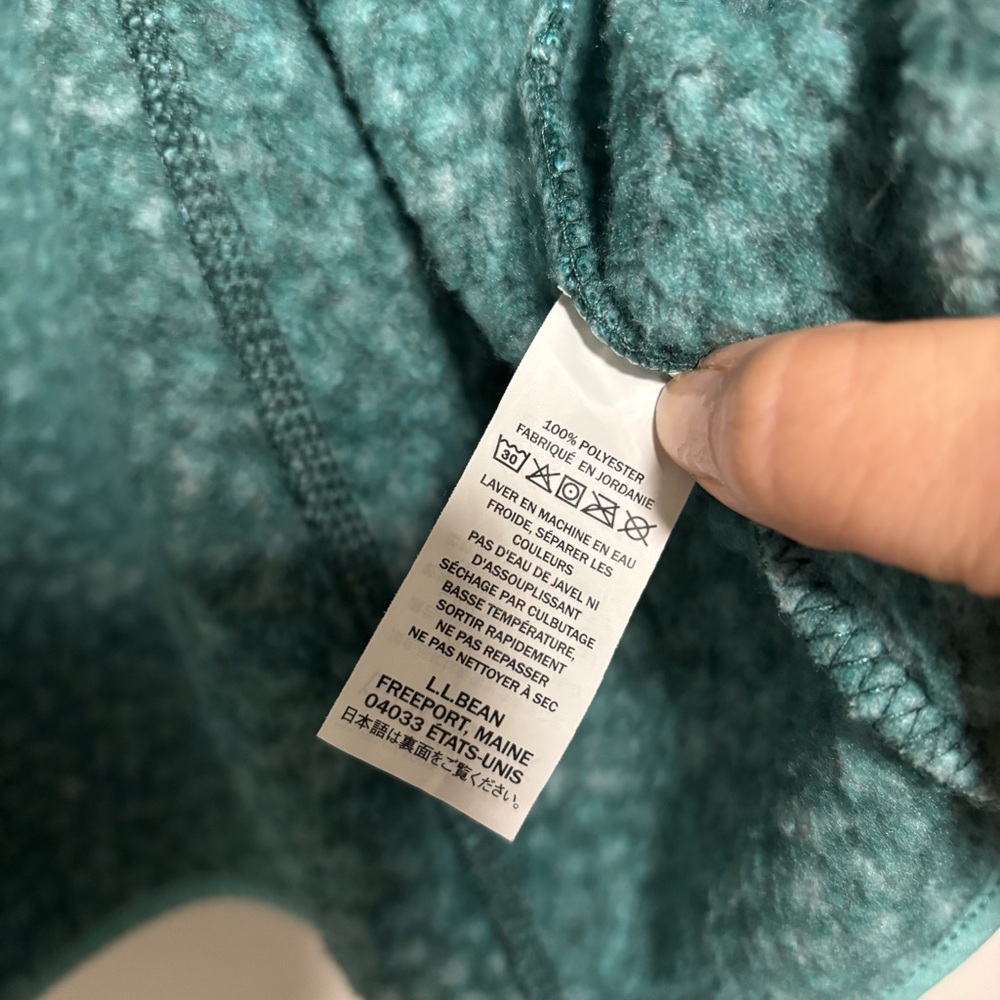 100% POLYESTER
FABRIQUÉ EN JORDANIE
30
LAVER EN MACHINE EN EAU
FROIDE, SÉPARER LES
COULEURS
PAS D'EAU DE JAVEL NI
D'ASSOUPLISSANT
SÉCHAGE PAR CULBUTAGE
BASSE TEMPÉRATURE,
SORTIR RAPIDEMENT
NE PAS REPASSER
NE PAS NETTOYER À SEC
L.L.BEAN
FREEPORT, MAINE
04033 ÉTATS-UNIS
日本語は裏面をご覧ください。